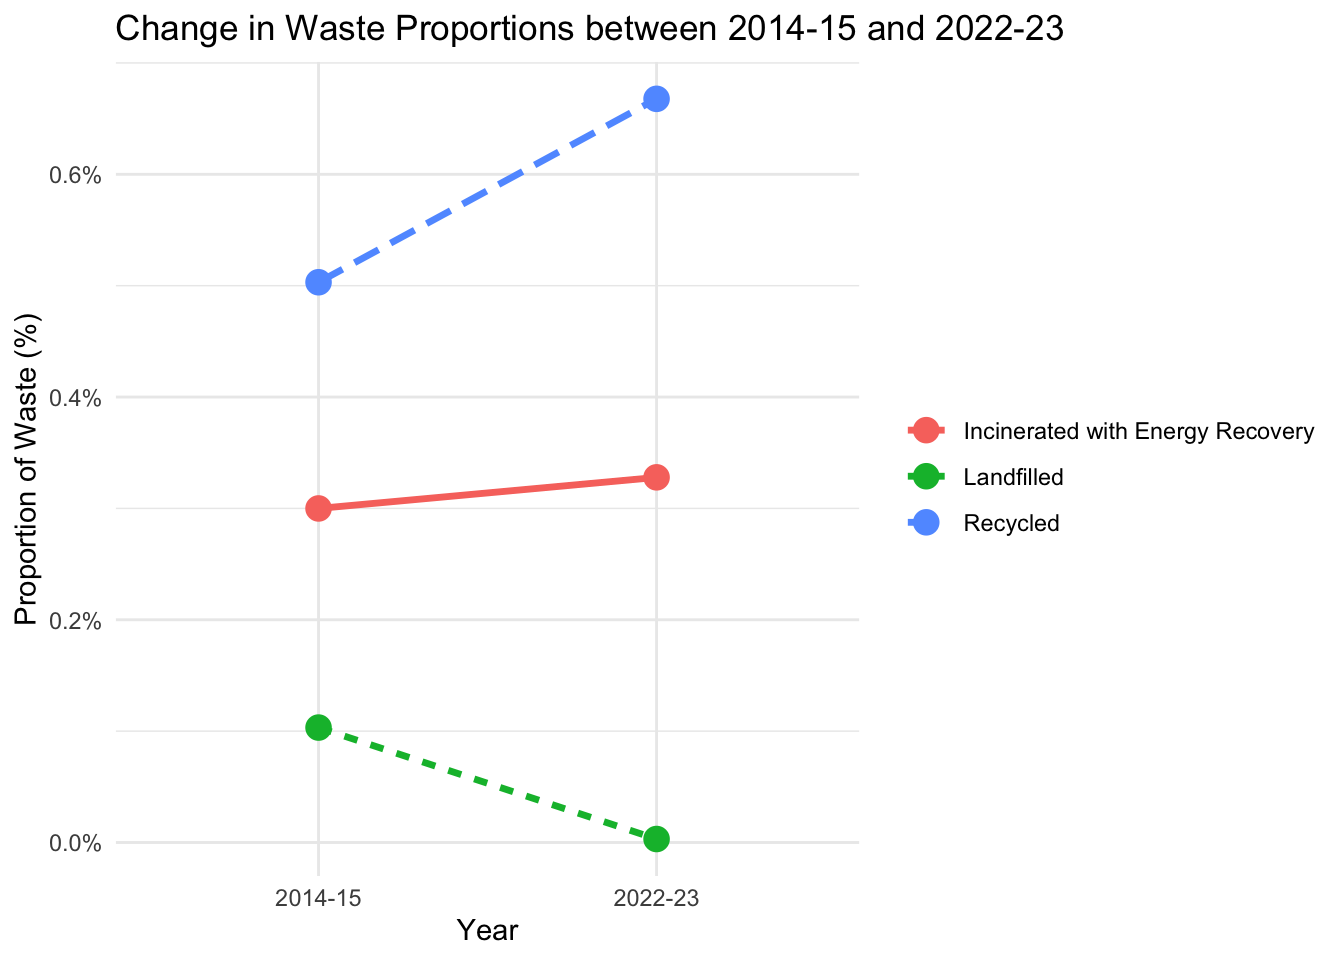 Change in Waste Proportions between 2014-15 and 2022-23
Proportion of Waste (%)
0.6%
0.4%
0.2%
0.0%
2014-15
2022-23
Year
Incinerated with Energy Recovery
Landfilled
Recycled